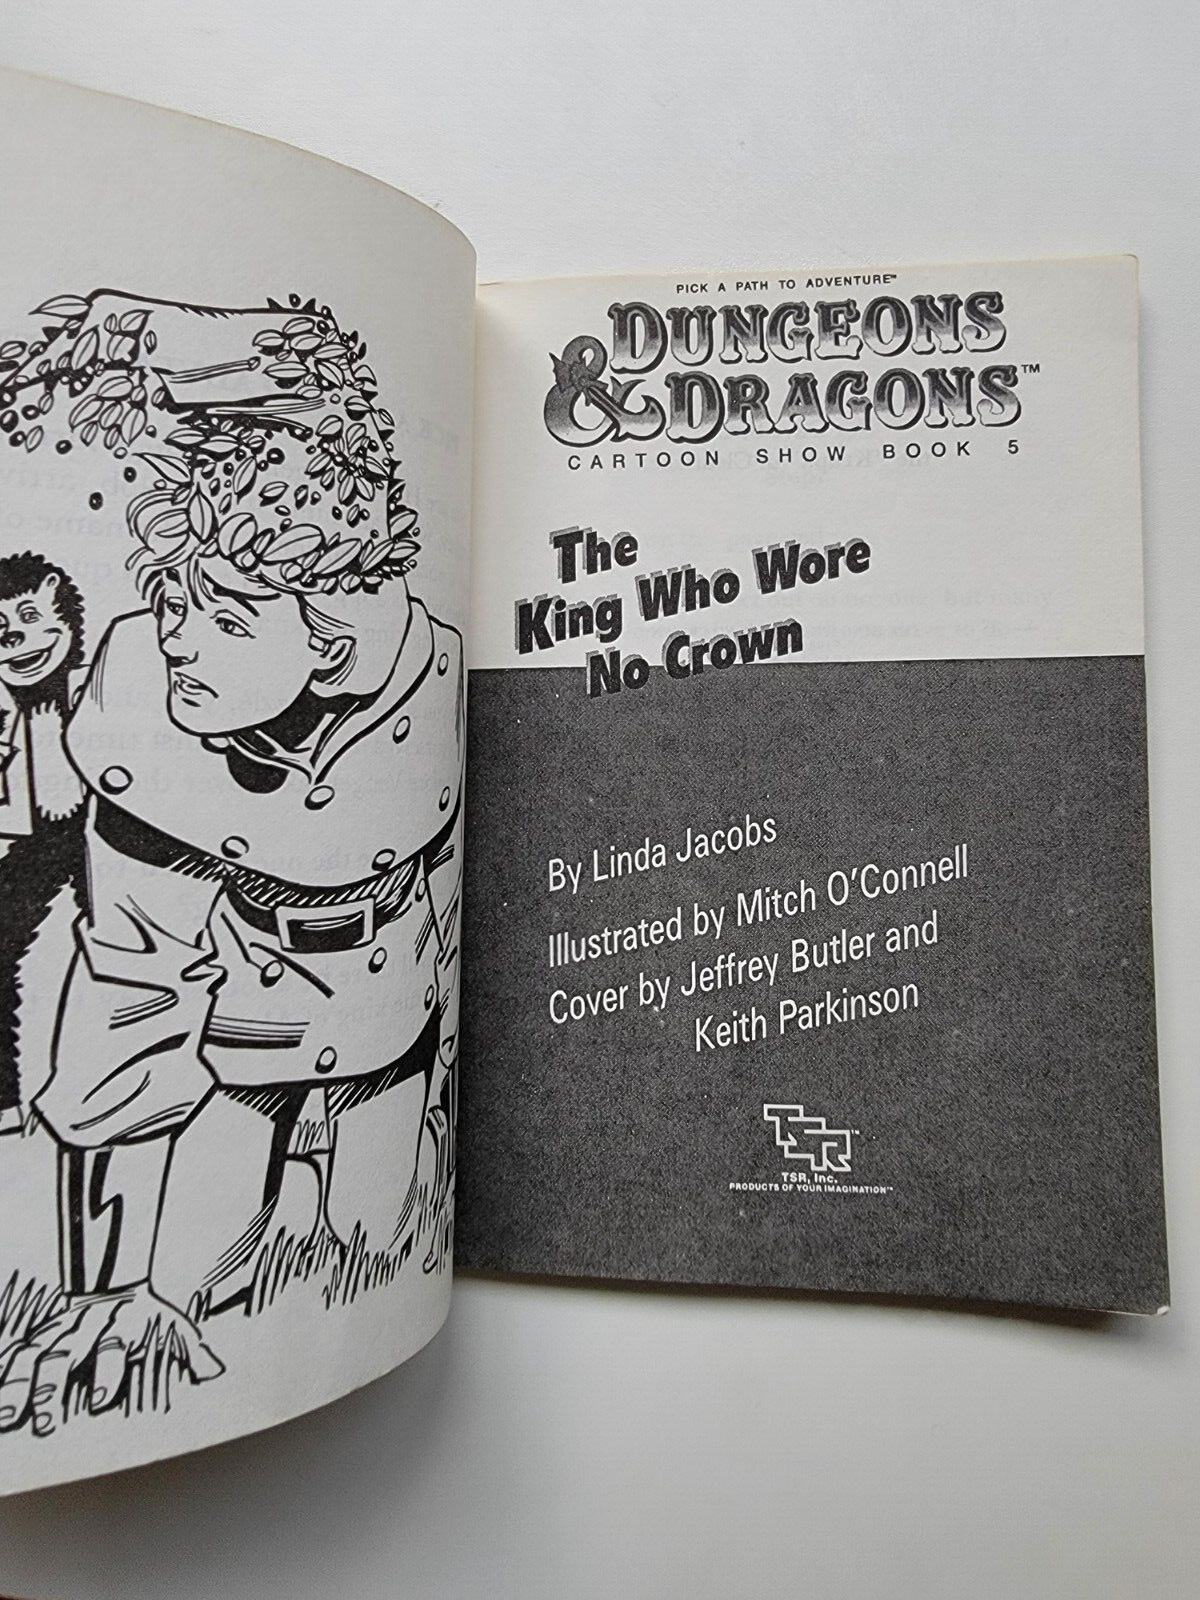 PICK A PATH TO ADVENTURE™
DUNGEONS
& DRAGONS™
CARTOON SHOW BOOK 5
The
King Who Wore
No Crown
By Linda Jacobs
Illustrated by Mitch O'Connell
Cover by Jeffrey Butler and
Keith Parkinson
TSR™
TSR, Inc.
PRODUCTS OF YOUR IMAGINATION™